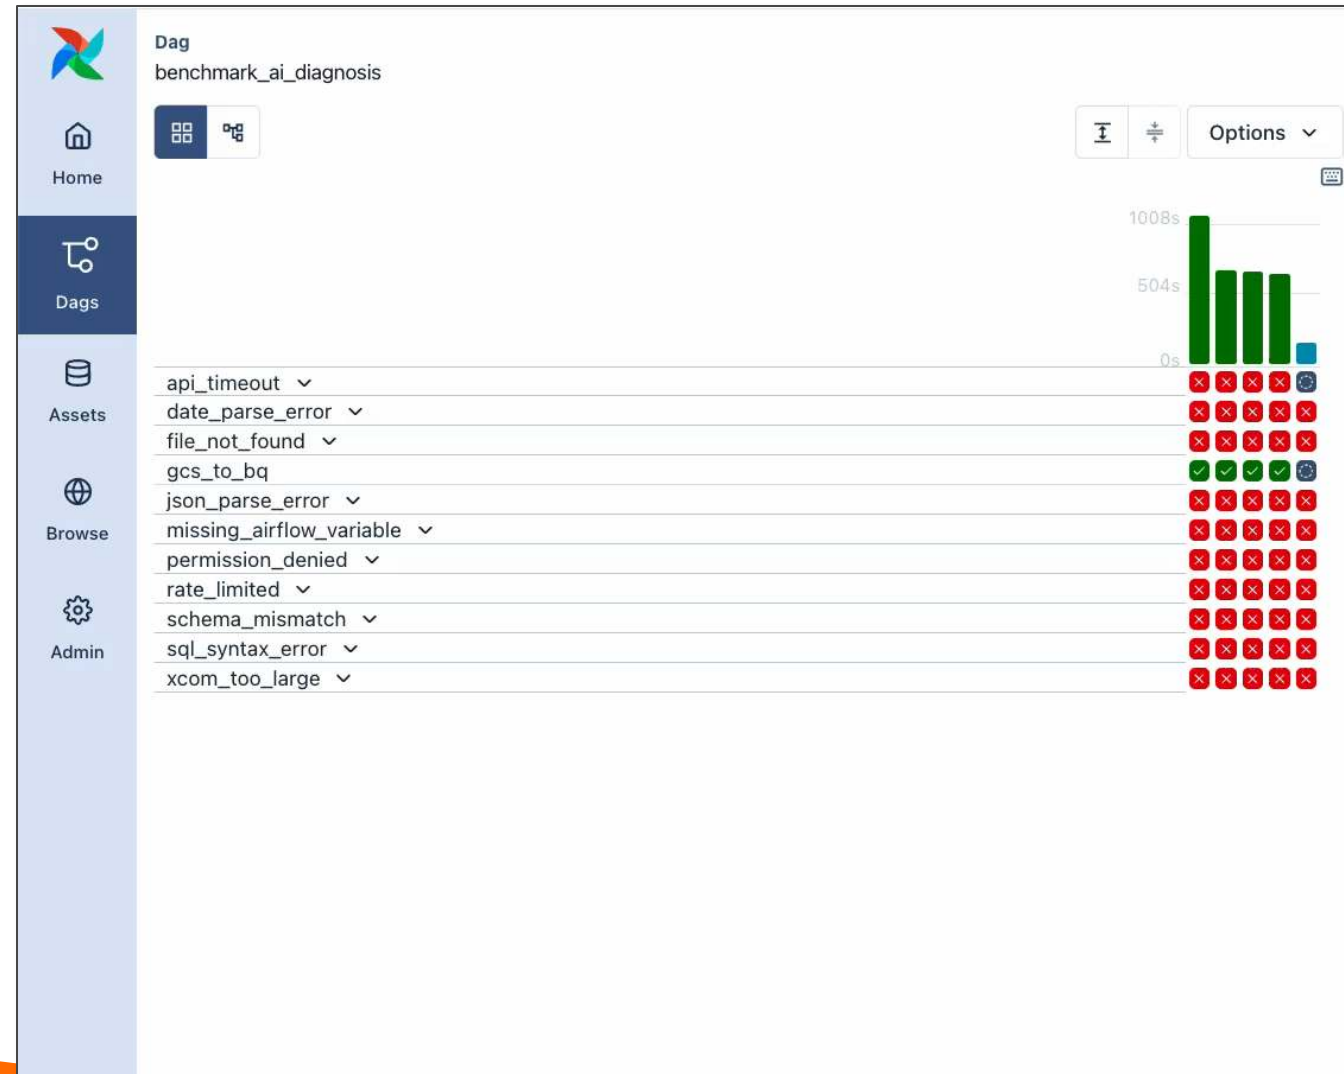 Dag
benchmark_ai_diagnosis
Home
Dags
Assets
Browse
Admin
Options
1008s
504s
0s
api_timeout
date_parse_error
file_not_found
gcs_to_bq
json_parse_error
missing_airflow_variable
permission_denied
rate_limited
schema_mismatch
sql_syntax_error
xcom_too_large